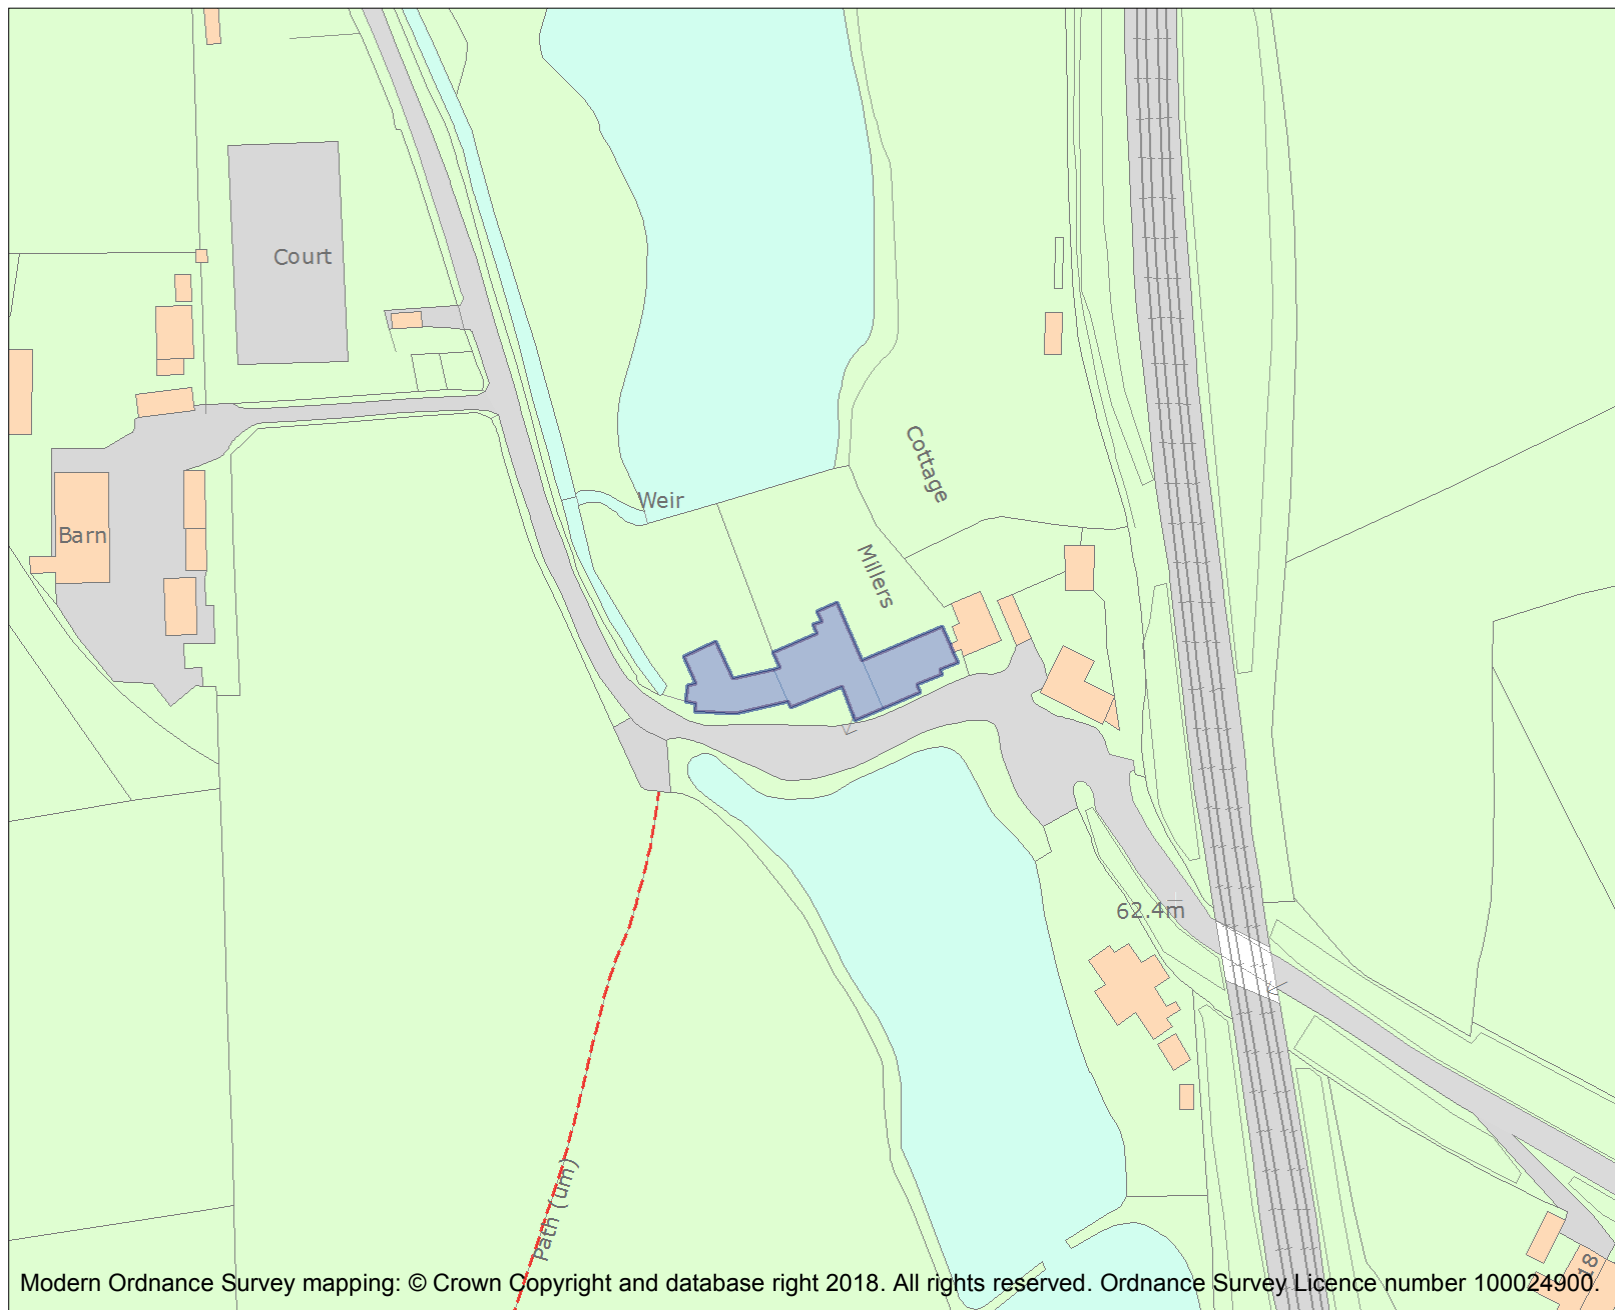 Court
Cottage
Weir
Barn
Millers
62.4m
Path (um)
18
Modern Ordnance Survey mapping: © Crown Copyright and database right 2018. All rights reserved. Ordnance Survey Licence number 100024900.